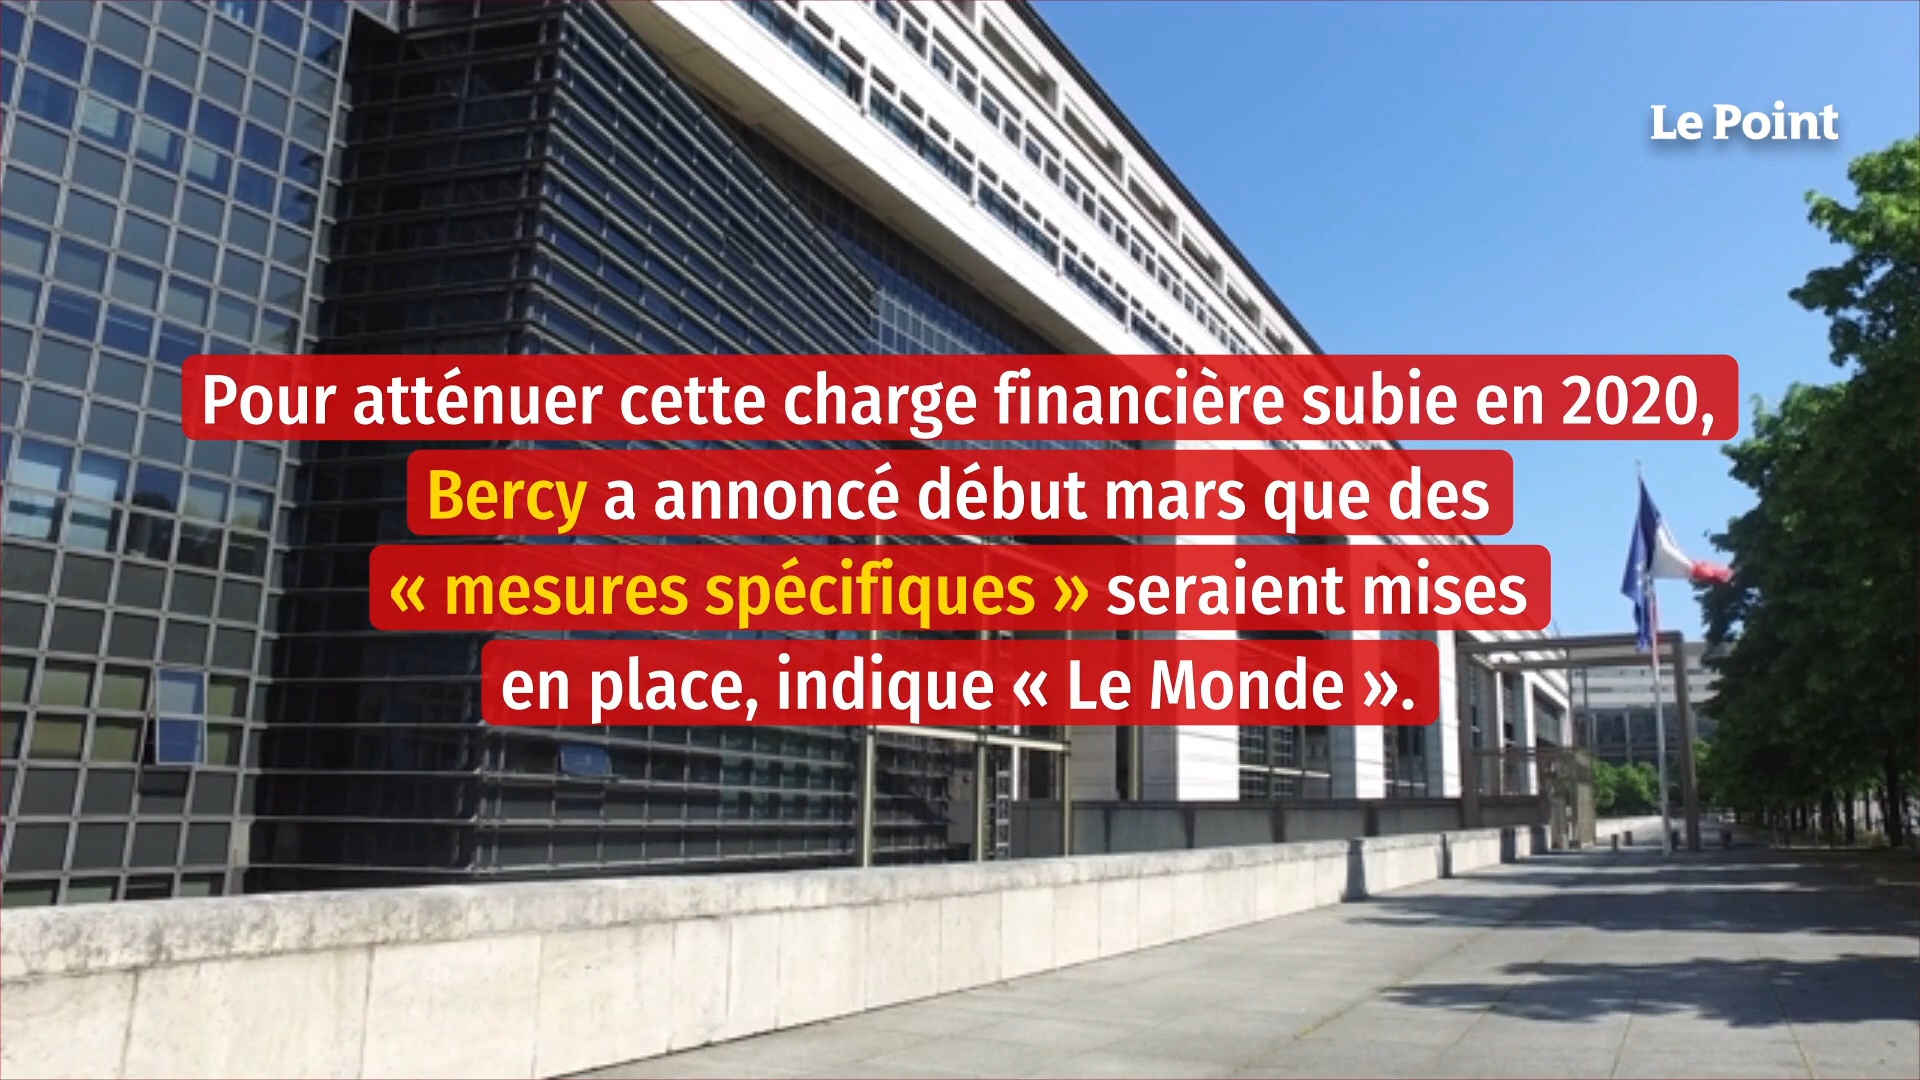 Le Point
Pour atténuer cette charge financière subie en 2020,
Bercy a annoncé début mars que des
« mesures spécifiques » seraient mises
en place, indique « Le Monde ».